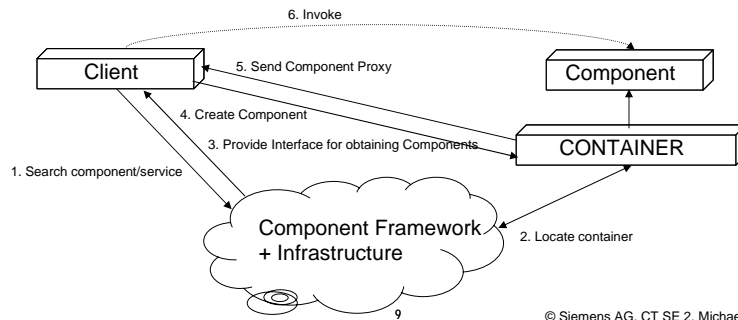 6. Invoke
Client
5. Send Component Proxy
Component
4. Create Component
3. Provide Interface for obtaining Components
CONTAINER
1. Search component/service
Component Framework
+ Infrastructure
2. Locate container
9
© Siemens AG, CT SE 2, Michael